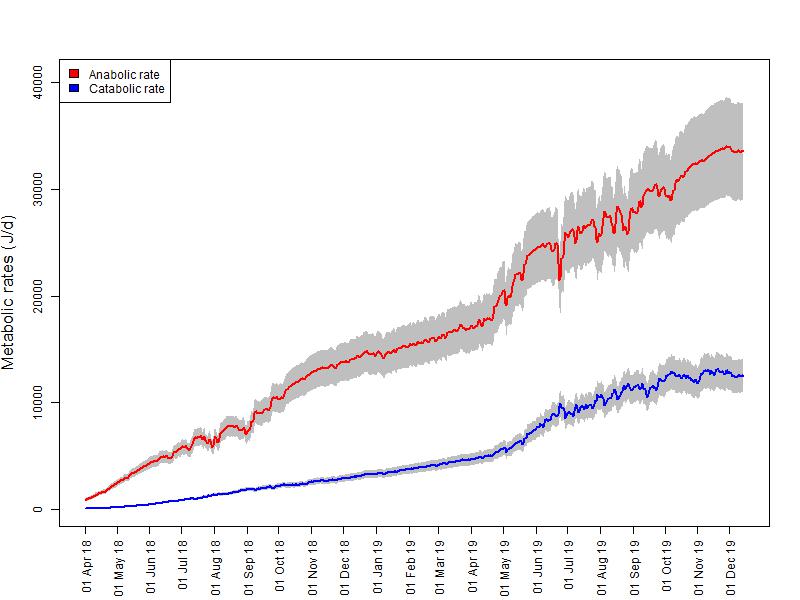 Anabolic rate
Catabolic rate
Metabolic rates (J/d)
40000
30000
20000
10000
0
01 Apr 18
01 May 18
01 Jun 18
01 Jul 18
01 Aug 18
01 Sep 18
01 Oct 18
01 Nov 18
01 Dec 18
01 Jan 19
01 Feb 19
01 Mar 19
01 Apr 19
01 May 19
01 Jun 19
01 Jul 19
01 Aug 19
01 Sep 19
01 Oct 19
01 Nov 19
01 Dec 19